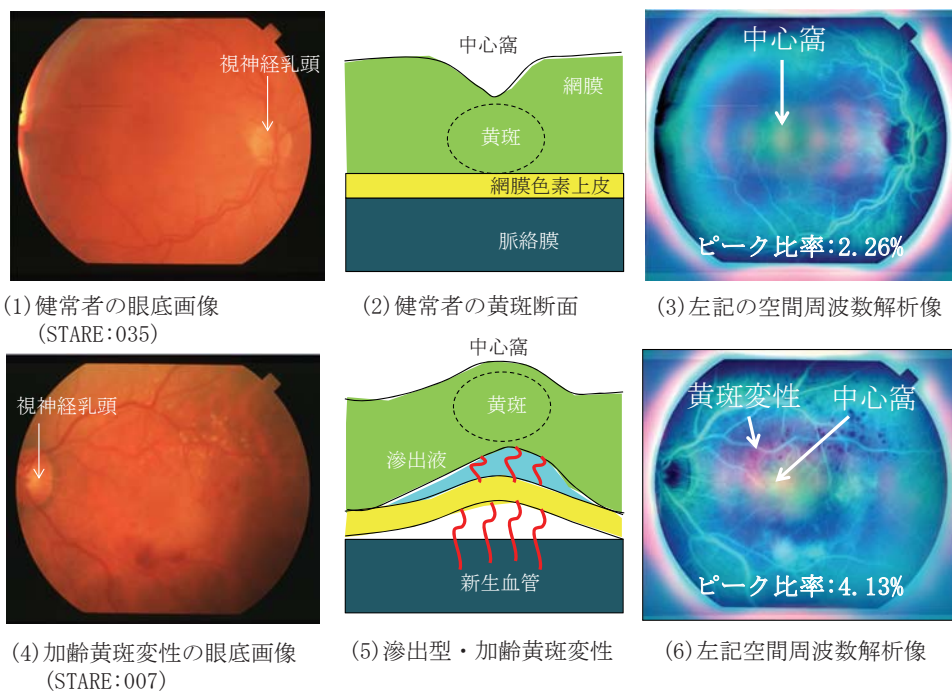 視神経乳頭
(1)健常者の眼底画像
(STARE:035)
中心窩
網膜
黄斑
網膜色素上皮
脈絡膜
(2)健常者の黄斑断面
中心窩
ピーク比率:2.26%
(3)左記の空間周波数解析像
視神経乳頭
(4)加齢黄斑変性の眼底画像
(STARE:007)
中心窩
黄斑
滲出液
新生血管
(5)滲出型・加齢黄斑変性
黄斑変性
中心窩
ピーク比率:4.13%
(6)左記空間周波数解析像